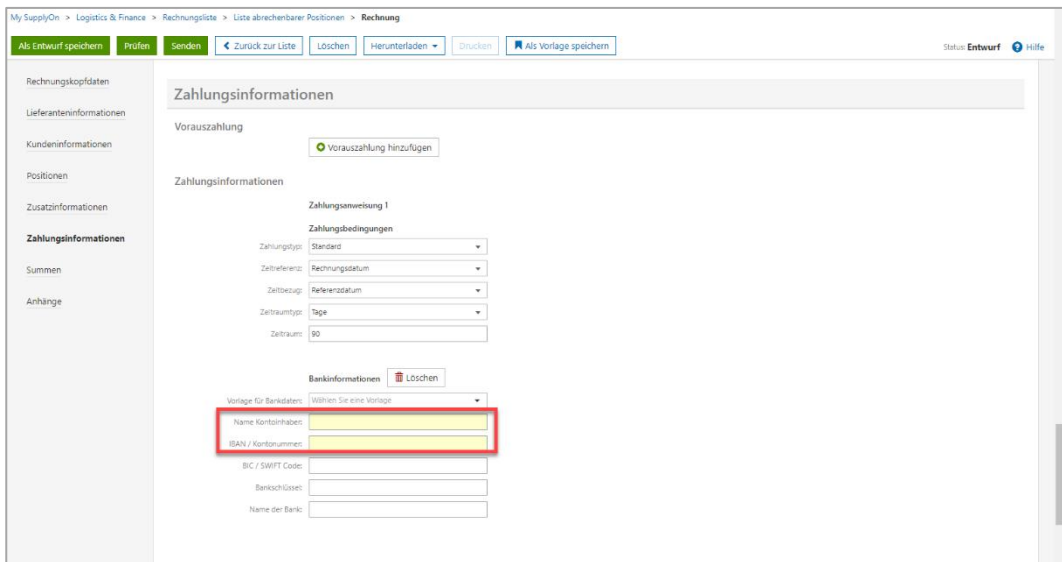 My SupplyOn > Logistics & Finance > Rechnungsliste > Liste abrechenbarer Positionen > Rechnung
Als Entwurf speichern Prüfen Senden Zurück zur Liste Löschen Herunterladen Drucken Als Vorlage speichern Status: Entwurf Hilfe
Rechnungskopfdaten
Lieferanteninformationen
Kundeninformationen
Positionen
Zusatzinformationen
Zahlungsinformationen
Summen
Anhänge
Zahlungsinformationen
Vorauszahlung
Vorauszahlung hinzufügen
Zahlungsinformationen
Zahlungsanweisung 1
Zahlungsbedingungen
Zahlungstyp: Standard
Zeitreferenz: Rechnungsdatum
Zeitbezug: Referenzdatum
Zeitraumtyp: Tage
Zeitraum: 90
Bankinformationen Löschen
Vorlage für Bankdaten: Wählen Sie eine Vorlage
Name Kontoinhaber:
IBAN / Kontonummer:
BIC / SWIFT Code:
Bankschlüssel:
Name der Bank: